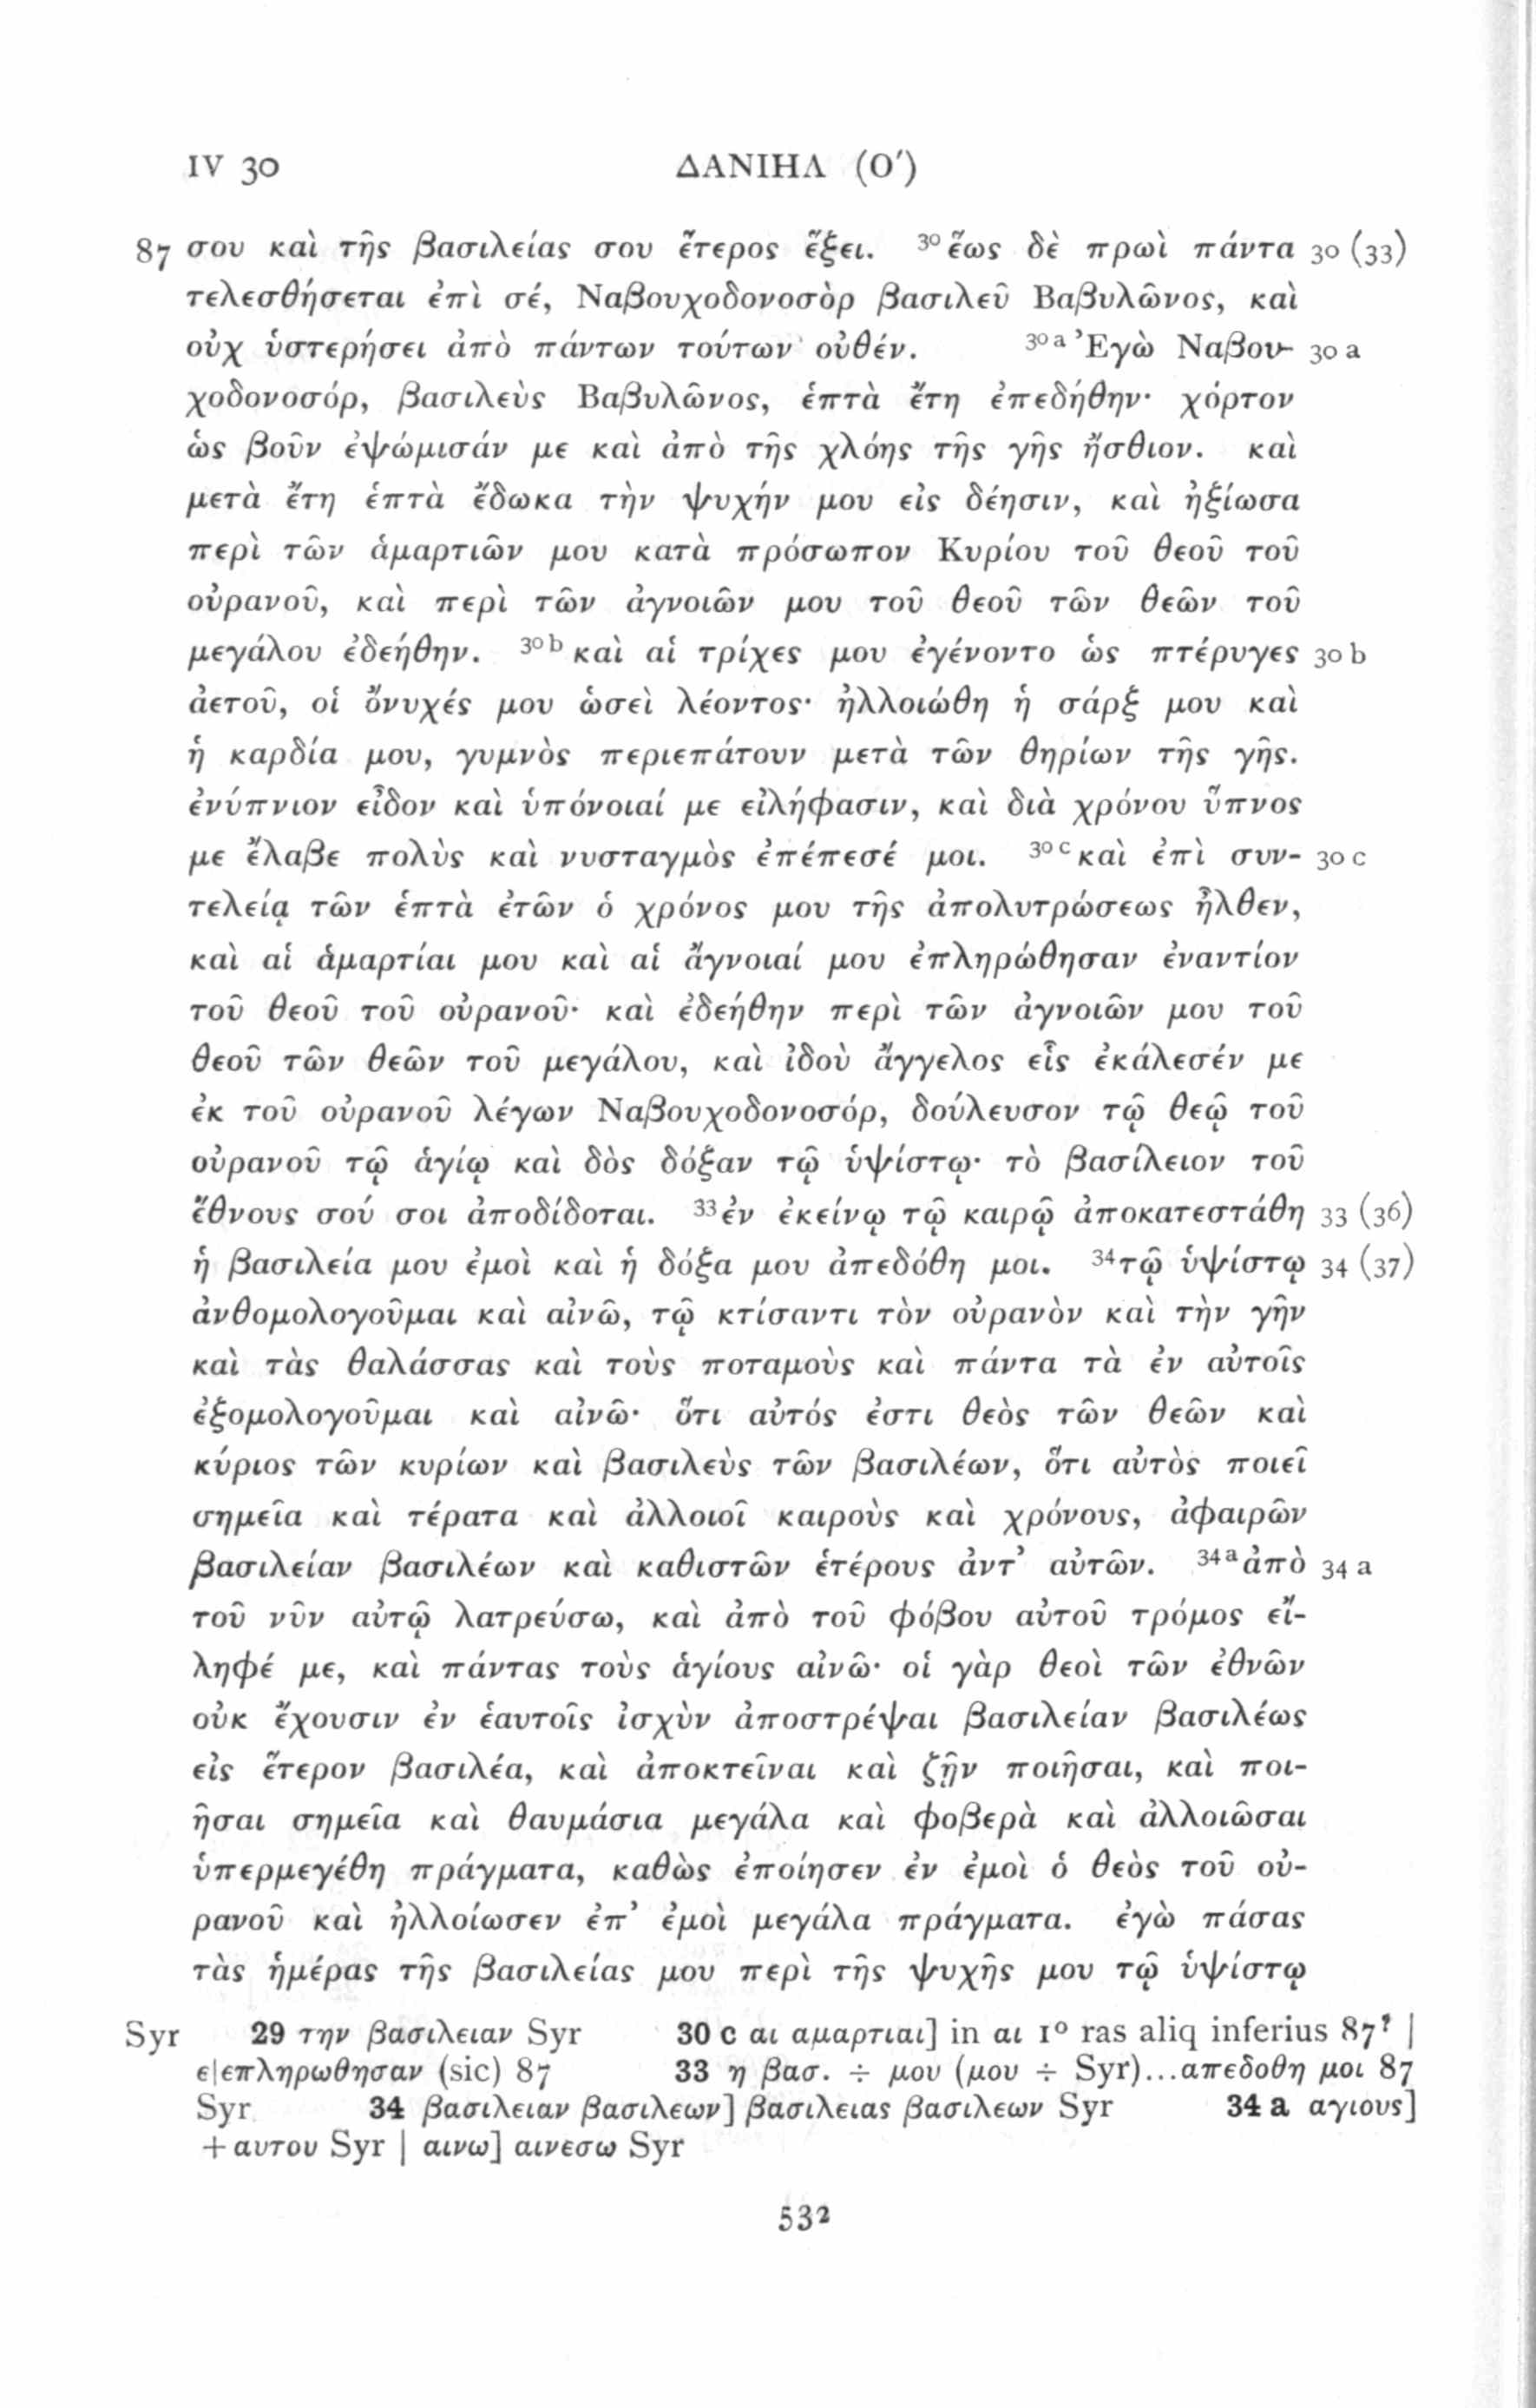 IV 30 ΔΑΝΙΗΛ (Ο')
87 σου καὶ τῆς βασιλείας σου ἕτερος ἕξει. ³⁰ἕως δὲ πρωὶ πάντα 30 (33)
τελεσθήσεται ἐπὶ σέ, Ναβουχοδονοσὸρ βασιλεῦ Βαβυλῶνος, καὶ
οὐχ ὑστερήσει ἀπὸ πάντων τούτων οὐθέν. ³⁰ᵃ Ἐγὼ Ναβου- 30 a
χοδονοσόρ, βασιλεὺς Βαβυλῶνος, ἑπτὰ ἔτη ἐπεδήθην· χόρτον
ὡς βοῦν ἐψώμισάν με καὶ ἀπὸ τῆς χλόης τῆς γῆς ἤσθιον. καὶ
μετὰ ἔτη ἑπτὰ ἔδωκα τὴν ψυχήν μου εἰς δέησιν, καὶ ἠξίωσα
περὶ τῶν ἁμαρτιῶν μου κατὰ πρόσωπον Κυρίου τοῦ θεοῦ τοῦ
οὐρανοῦ, καὶ περὶ τῶν ἀγνοιῶν μου τοῦ θεοῦ τῶν θεῶν τοῦ
μεγάλου ἐδεήθην. ³⁰ᵇ καὶ αἱ τρίχες μου ἐγένοντο ὡς πτέρυγες 30 b
ἀετοῦ, οἱ ὄνυχές μου ὡσεὶ λέοντος· ἠλλοιώθη ἡ σάρξ μου καὶ
ἡ καρδία μου, γυμνὸς περιεπάτουν μετὰ τῶν θηρίων τῆς γῆς.
ἐνύπνιον εἶδον καὶ ὑπόνοιαί με εἰλήφασιν, καὶ διὰ χρόνου ὕπνος
με ἔλαβε πολὺς καὶ νυσταγμὸς ἐπέπεσέ μοι. ³⁰ᶜ καὶ ἐπὶ συν- 30 c
τελείᾳ τῶν ἑπτὰ ἐτῶν ὁ χρόνος μου τῆς ἀπολυτρώσεως ἦλθεν,
καὶ αἱ ἁμαρτίαι μου καὶ αἱ ἄγνοιαί μου ἐπληρώθησαν ἐναντίον
τοῦ θεοῦ τοῦ οὐρανοῦ· καὶ ἐδεήθην περὶ τῶν ἀγνοιῶν μου τοῦ
θεοῦ τῶν θεῶν τοῦ μεγάλου, καὶ ἰδοὺ ἄγγελος εἷς ἐκάλεσέν με
ἐκ τοῦ οὐρανοῦ λέγων Ναβουχοδονοσόρ, δούλευσον τῷ θεῷ τοῦ
οὐρανοῦ τῷ ἁγίῳ καὶ δὸς δόξαν τῷ ὑψίστῳ· τὸ βασίλειον τοῦ
ἔθνους σού σοι ἀποδίδοται. ³³ἐν ἐκείνῳ τῷ καιρῷ ἀποκατεστάθη 33 (36)
ἡ βασιλεία μου ἐμοὶ καὶ ἡ δόξα μου ἀπεδόθη μοι. ³⁴τῷ ὑψίστῳ 34 (37)
ἀνθομολογοῦμαι καὶ αἰνῶ, τῷ κτίσαντι τὸν οὐρανὸν καὶ τὴν γῆν
καὶ τὰς θαλάσσας καὶ τοὺς ποταμοὺς καὶ πάντα τὰ ἐν αὐτοῖς
ἐξομολογοῦμαι καὶ αἰνῶ· ὅτι αὐτός ἐστι θεὸς τῶν θεῶν καὶ
κύριος τῶν κυρίων καὶ βασιλεὺς τῶν βασιλέων, ὅτι αὐτὸς ποιεῖ
σημεῖα καὶ τέρατα καὶ ἀλλοιοῖ καιροὺς καὶ χρόνους, ἀφαιρῶν
βασιλείαν βασιλέων καὶ καθιστῶν ἑτέρους ἀντ' αὐτῶν. ³⁴ᵃ ἀπὸ 34 a
τοῦ νῦν αὐτῷ λατρεύσω, καὶ ἀπὸ τοῦ φόβου αὐτοῦ τρόμος εἴ-
ληφέ με, καὶ πάντας τοὺς ἁγίους αἰνῶ· οἱ γὰρ θεοὶ τῶν ἐθνῶν
οὐκ ἔχουσιν ἐν ἑαυτοῖς ἰσχὺν ἀποστρέψαι βασιλείαν βασιλέως
εἰς ἕτερον βασιλέα, καὶ ἀποκτεῖναι καὶ ζῇν ποιῆσαι, καὶ ποι-
ῆσαι σημεῖα καὶ θαυμάσια μεγάλα καὶ φοβερὰ καὶ ἀλλοιῶσαι
ὑπερμεγέθη πράγματα, καθὼς ἐποίησεν ἐν ἐμοὶ ὁ θεὸς τοῦ οὐ-
ρανοῦ καὶ ἠλλοίωσεν ἐπ' ἐμοὶ μεγάλα πράγματα. ἐγὼ πάσας
τὰς ἡμέρας τῆς βασιλείας μου περὶ τῆς ψυχῆς μου τῷ ὑψίστῳ
Syr 29 την βασιλειαν Syr 30 c αι αμαρτιαι] in αι 1° ras aliq inferius 87? |
ε|επληρωθησαν (sic) 87 33 η βασ. ÷ μου (μου ÷ Syr)...απεδοθη μοι 87
Syr 34 βασιλειαν βασιλεων] βασιλειας βασιλεων Syr 34 a αγιους]
+αυτου Syr | αινω] αινεσω Syr
532